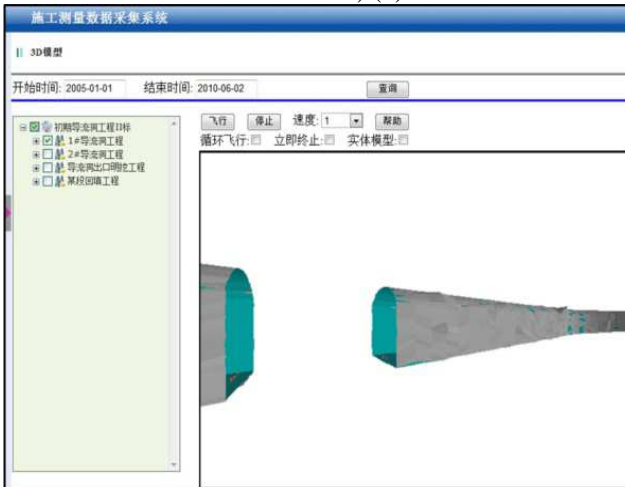 施工测量数据采集系统
3D模型
开始时间: 2005-01-01 结束时间: 2010-06-02 查询
飞行 停止 速度: 1 帮助
循环飞行: 立即终止: 实体模型:
初期导流洞工程II标
1#导流洞工程
2#导流洞工程
导流洞出口明挖工程
某段回填工程